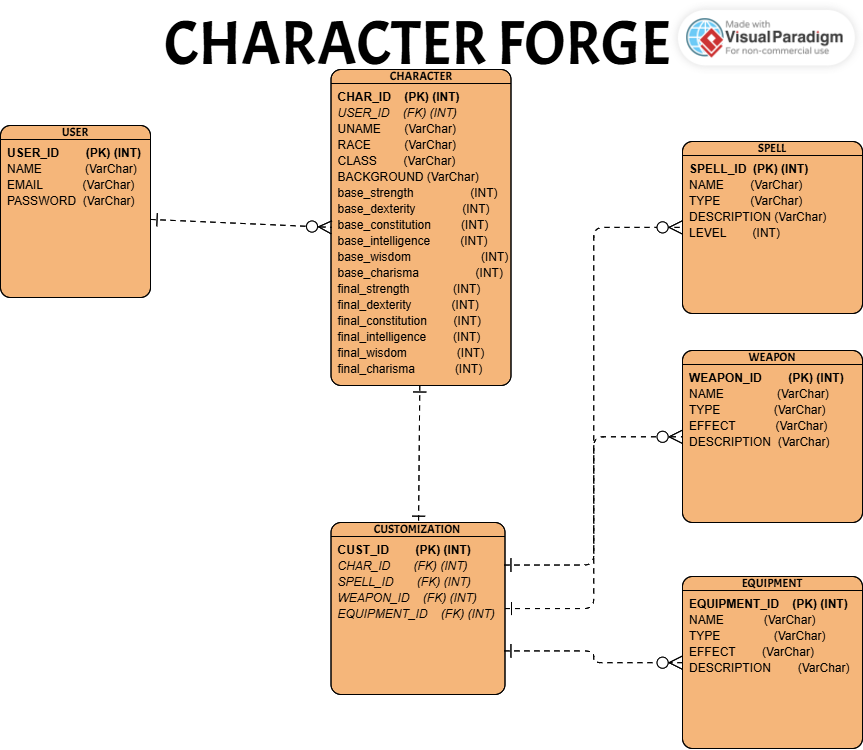 CHARACTER FORGE
Made with
VisualParadigm
For non-commercial use
CHARACTER
CHAR_ID (PK) (INT)
USER_ID (FK) (INT)
UNAME (VarChar)
RACE (VarChar)
CLASS (VarChar)
BACKGROUND (VarChar)
base_strength (INT)
base_dexterity (INT)
base_constitution (INT)
base_intelligence (INT)
base_wisdom (INT)
base_charisma (INT)
final_strength (INT)
final_dexterity (INT)
final_constitution (INT)
final_intelligence (INT)
final_wisdom (INT)
final_charisma (INT)
USER
USER_ID (PK) (INT)
NAME (VarChar)
EMAIL (VarChar)
PASSWORD (VarChar)
SPELL
SPELL_ID (PK) (INT)
NAME (VarChar)
TYPE (VarChar)
DESCRIPTION (VarChar)
LEVEL (INT)
WEAPON
WEAPON_ID (PK) (INT)
NAME (VarChar)
TYPE (VarChar)
EFFECT (VarChar)
DESCRIPTION (VarChar)
CUSTOMIZATION
CUST_ID (PK) (INT)
CHAR_ID (FK) (INT)
SPELL_ID (FK) (INT)
WEAPON_ID (FK) (INT)
EQUIPMENT_ID (FK) (INT)
EQUIPMENT
EQUIPMENT_ID (PK) (INT)
NAME (VarChar)
TYPE (VarChar)
EFFECT (VarChar)
DESCRIPTION (VarChar)